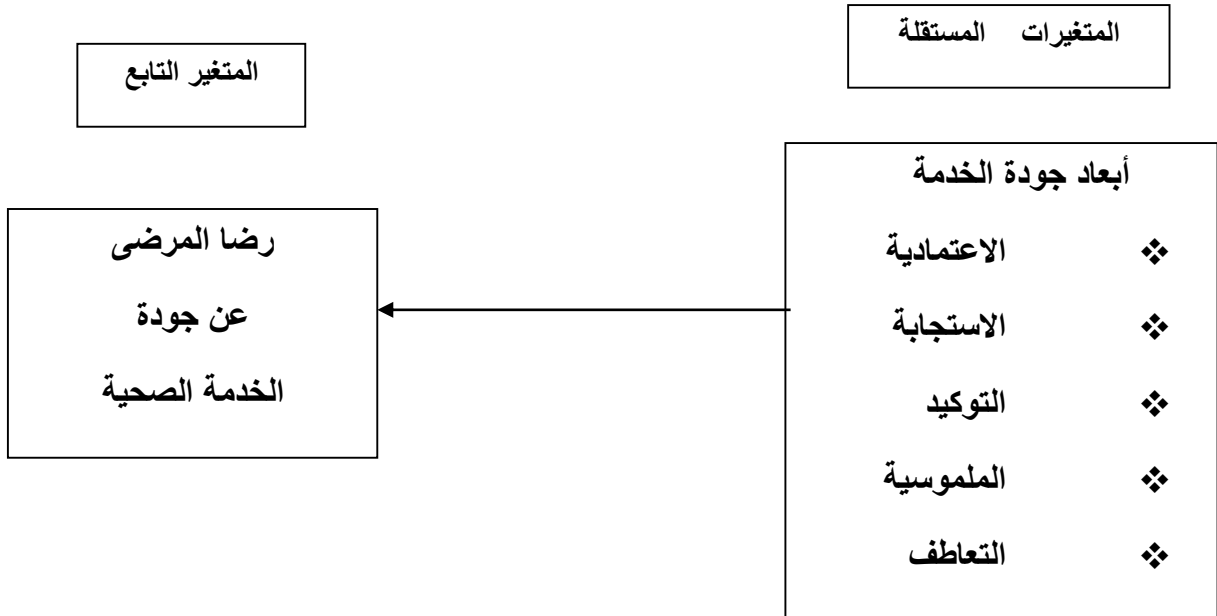 المتغيرات المستقلة
المتغير التابع
أبعاد جودة الخدمة
❖ الاعتمادية
❖ الاستجابة
❖ التوكيد
❖ الملموسية
❖ التعاطف
رضا المرضى
عن جودة
الخدمة الصحية